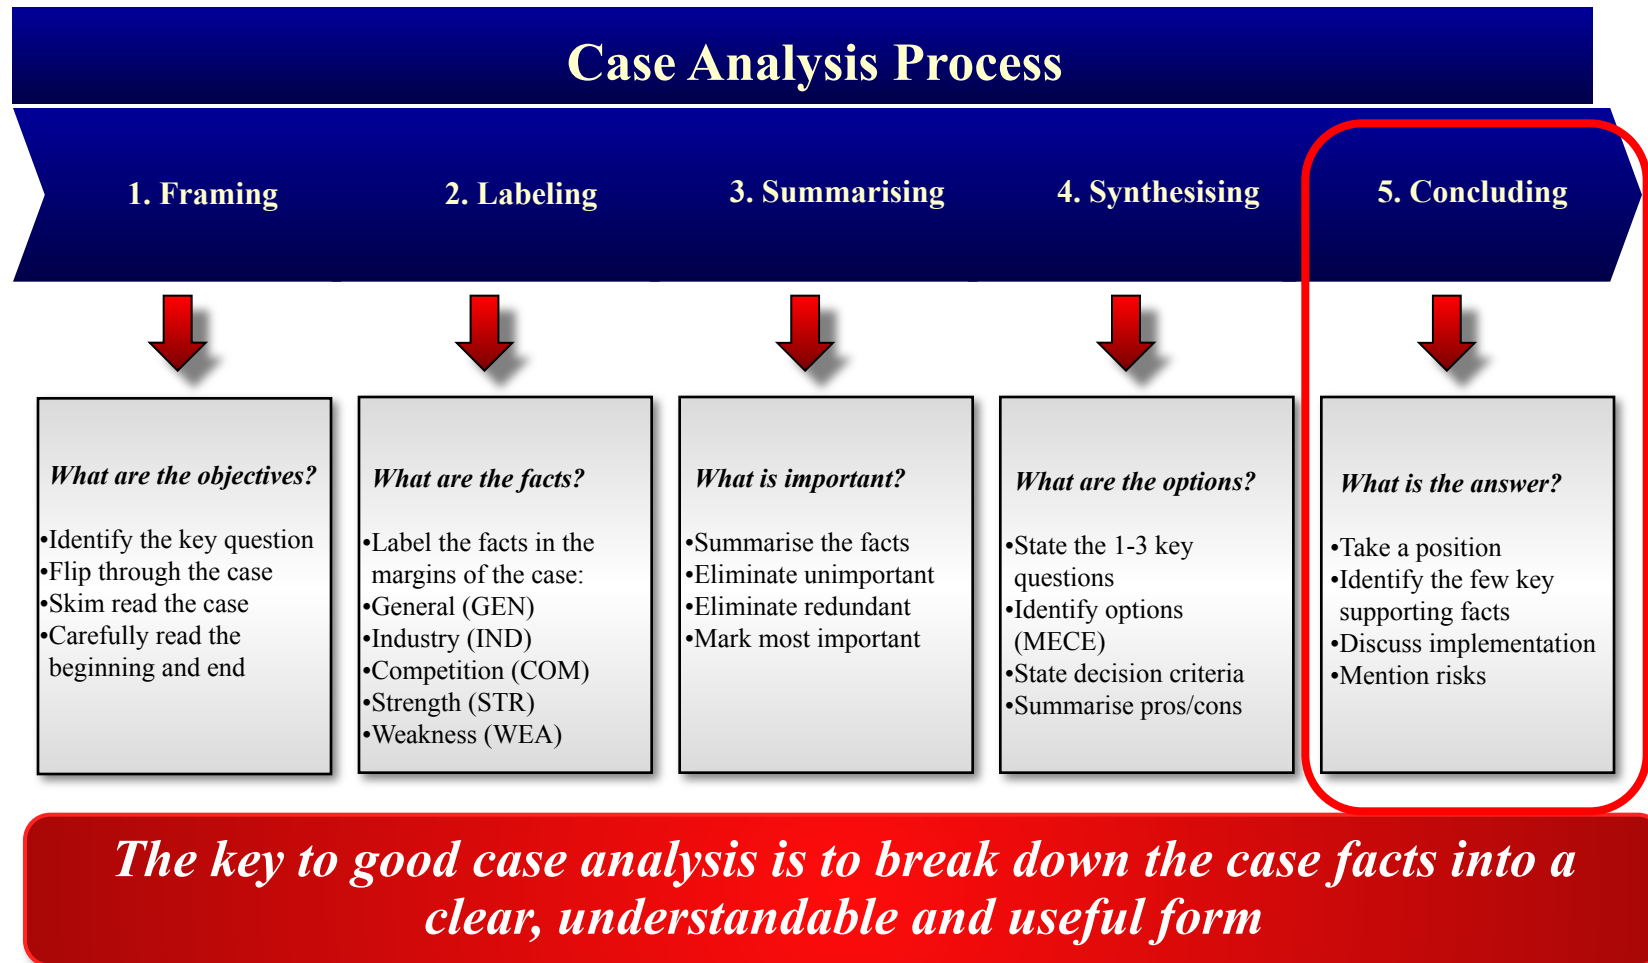 Case Analysis Process
1. Framing
2. Labeling
3. Summarising
4. Synthesising
5. Concluding
What are the objectives?
•Identify the key question
•Flip through the case
•Skim read the case
•Carefully read the
beginning and end
What are the facts?
•Label the facts in the
margins of the case:
•General (GEN)
•Industry (IND)
•Competition (COM)
•Strength (STR)
•Weakness (WEA)
What is important?
•Summarise the facts
•Eliminate unimportant
•Eliminate redundant
•Mark most important
What are the options?
•State the 1-3 key
questions
•Identify options
(MECE)
•State decision criteria
•Summarise pros/cons
What is the answer?
•Take a position
•Identify the few key
supporting facts
•Discuss implementation
•Mention risks
The key to good case analysis is to break down the case facts into a
clear, understandable and useful form